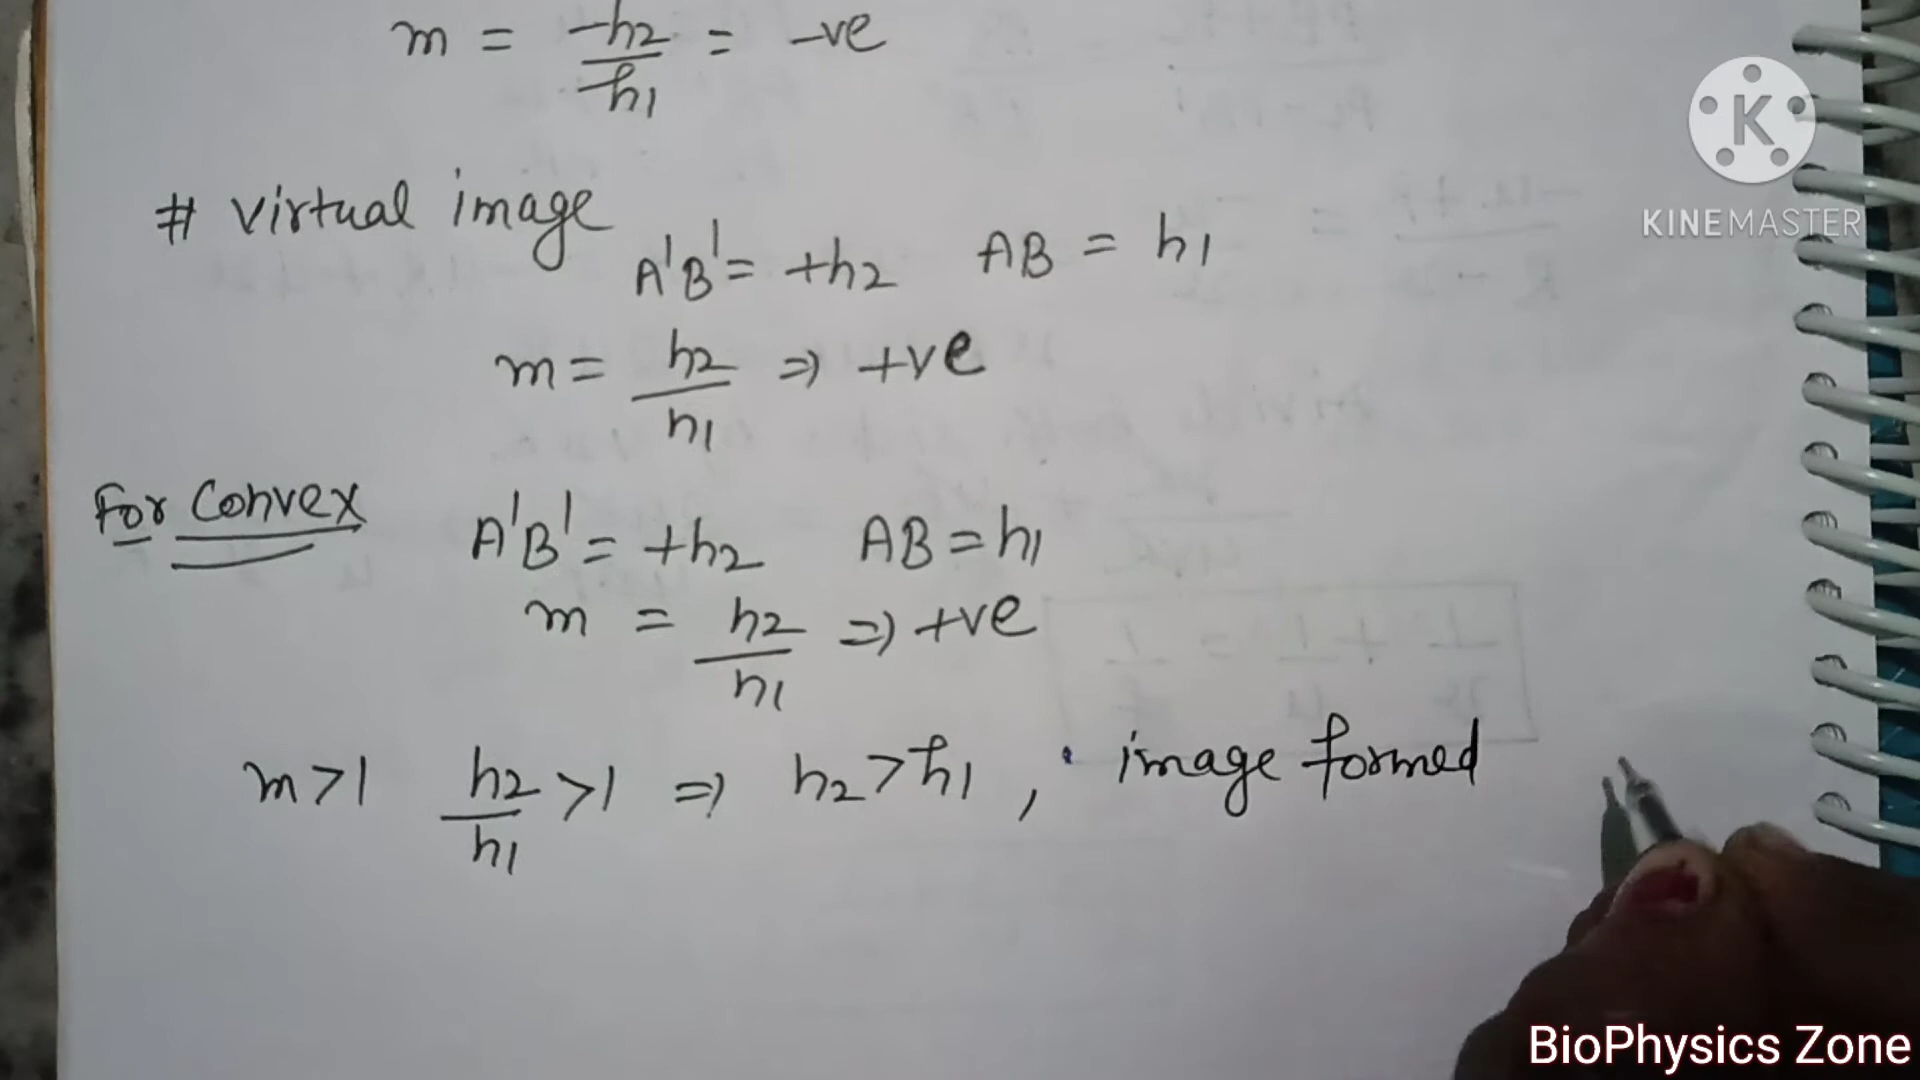 m = -h2/h1 = -ve
# virtual image
A'B' = +h2 AB = h1
m = h2/h1 ⇒ +ve
For Convex
A'B' = +h2 AB = h1
m = h2/h1 ⇒ +ve
m>1 h2/h1 >1 ⇒ h2>h1, image formed
K
KINEMASTER
BioPhysics Zone